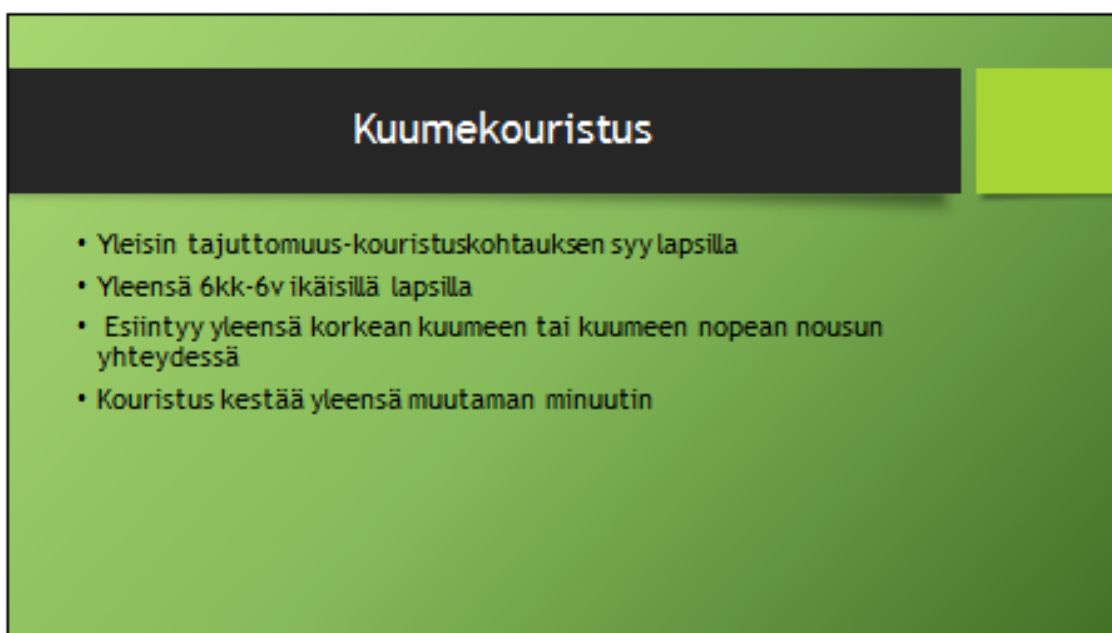 Kuumekouristus
• Yleisin tajuttomuus-kouristuskohtauksen syy lapsilla
• Yleensä 6kk-6v ikäisillä lapsilla
• Esiintyy yleensä korkean kuumeen tai kuumeen nopean nousun
yhteydessä
• Kouristus kestää yleensä muutaman minuutin